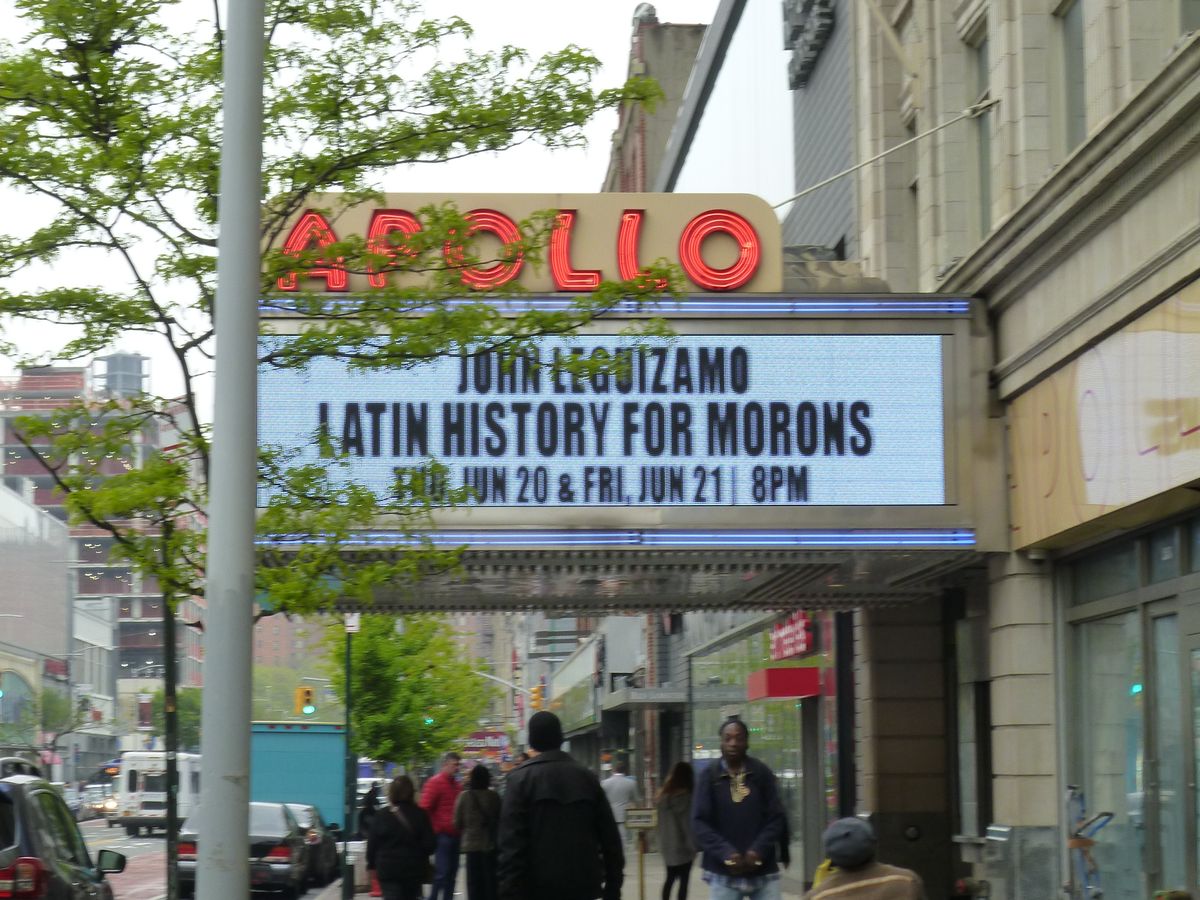 APOLLO
JOHN LEGUIZAMO
LATIN HISTORY FOR MORONS
THU, JUN 20 & FRI, JUN 21 | 8PM